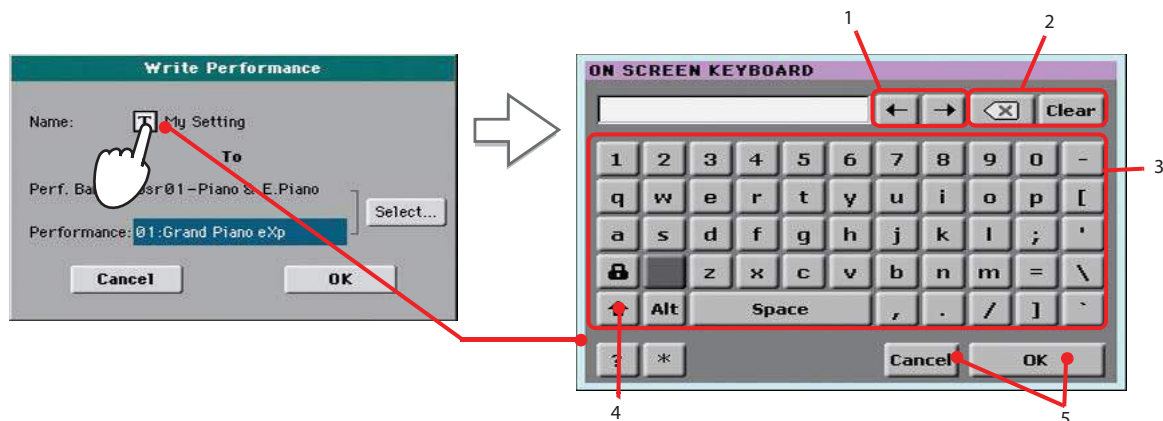 1
2
Write Performance
Name: T My Setting
To
Perf. Ba sr01-Piano & E.Piano
Select...
Performance: 01:Grand Piano eXp
Cancel OK
ON SCREEN KEYBOARD
← → Clear
1 2 3 4 5 6 7 8 9 0 -
q w e r t y u i o p [
a s d f g h j k l ; '
z x c v b n m = \
Alt Space , . / ] `
? * Cancel OK
3
4
5